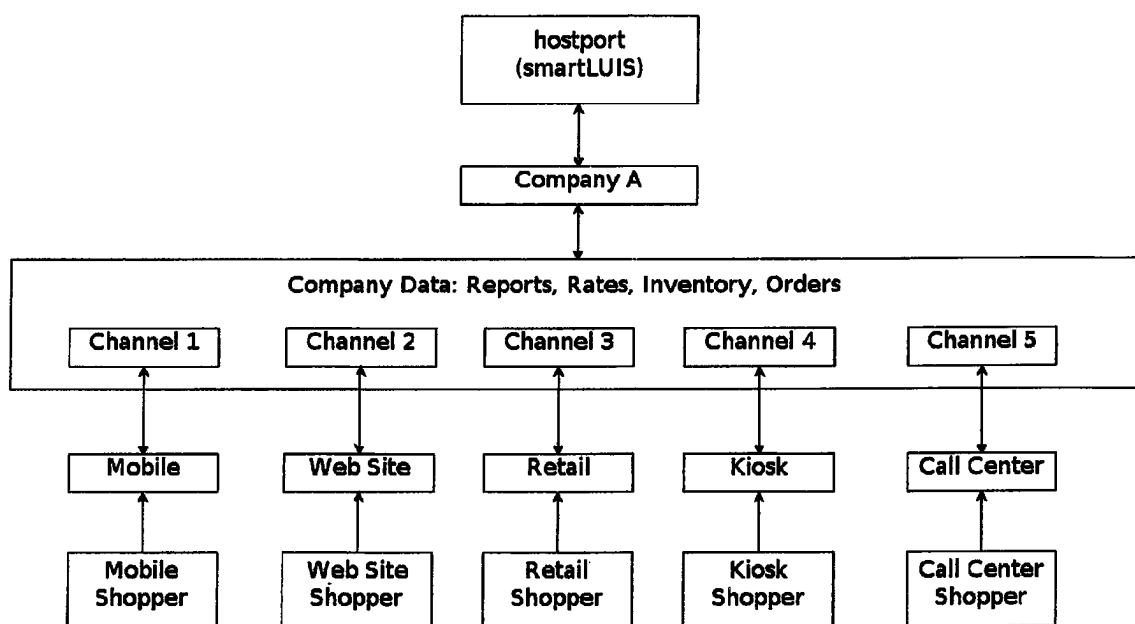 hostport
(smartLUIS)
Company A
Company Data: Reports, Rates, Inventory, Orders
Channel 1
Channel 2
Channel 3
Channel 4
Channel 5
Mobile
Web Site
Retail
Kiosk
Call Center
Mobile
Shopper
Web Site
Shopper
Retail
Shopper
Kiosk
Shopper
Call Center
Shopper